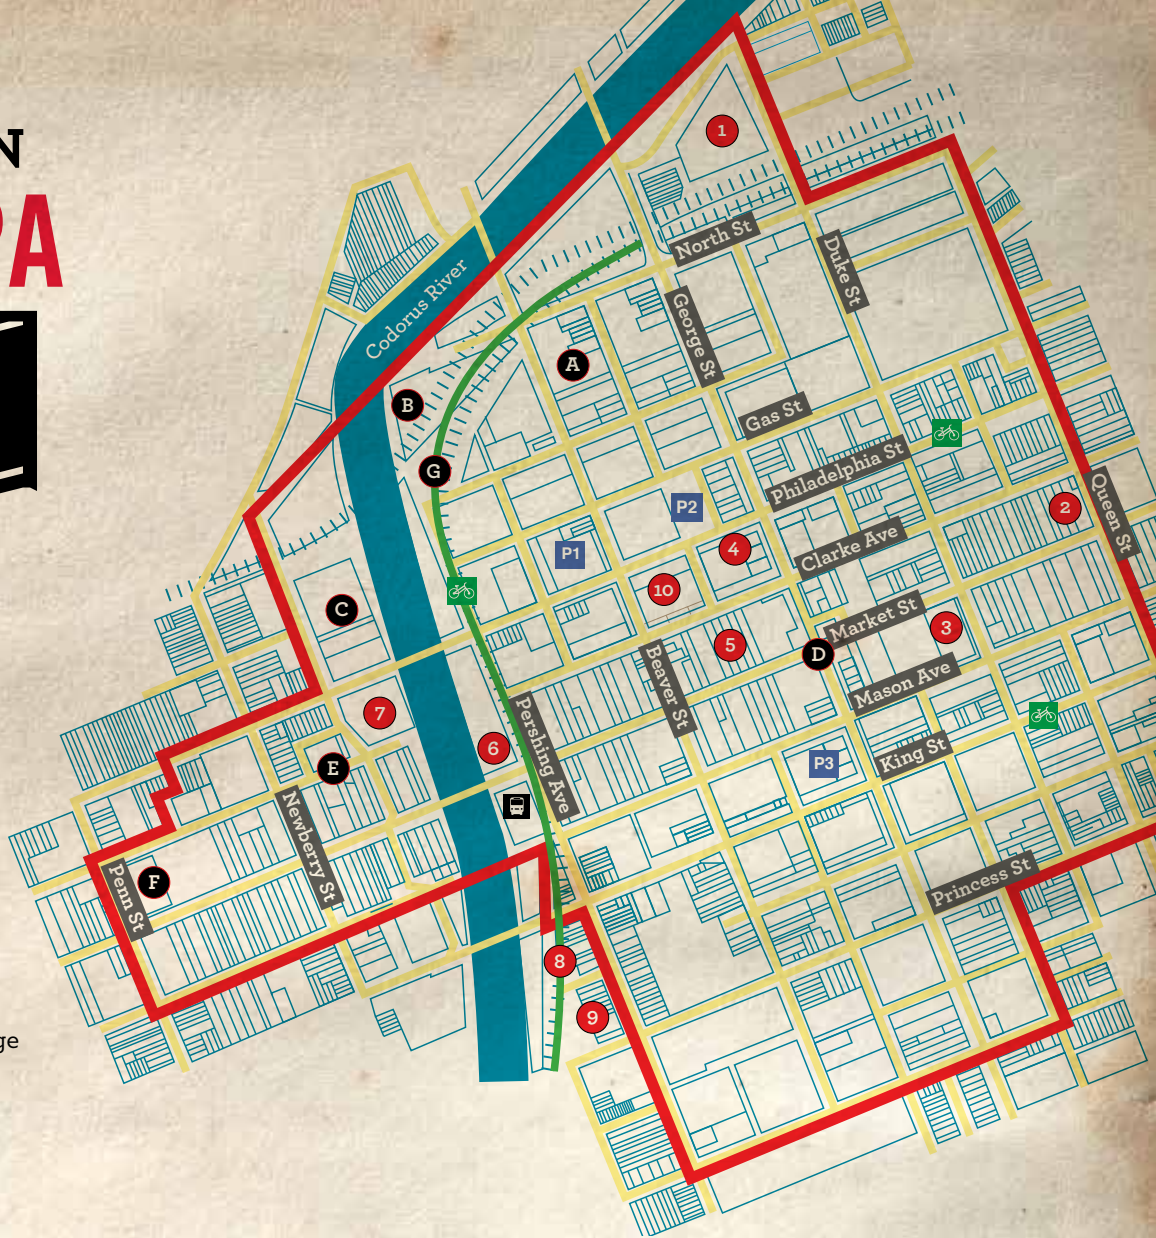 N
PA
ge
Codorus River
1
North St
Duke St
George St
A
B
Gas St
G
Philadelphia St
P2
2
Queen St
Clarke Ave
P1
4
10
C
Market St
3
5
D
Beaver St
Mason Ave
7
6
Pershing Ave
King St
P3
E
Newberry St
Penn St
F
Princess St
8
9